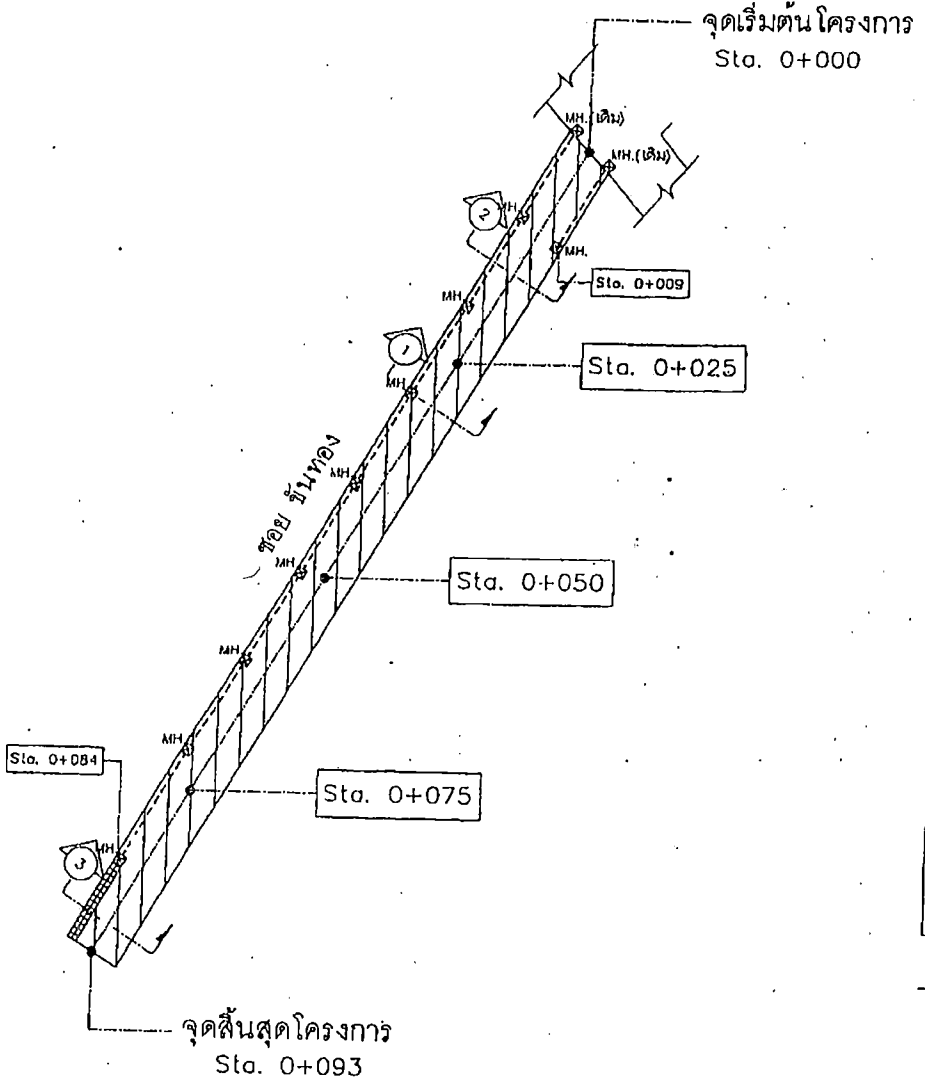 จุดเริ่มต้นโครงการ
Sta. 0+000
MH.(เดิม)
MH.(เดิม)
2
MH.
MH.
Sta. 0+009
MH.
1
Sta. 0+025
MH.
ซอย ขันทอง
MH.
MH.
Sta. 0+050
MH.
MH.
Sta. 0+084
Sta. 0+075
3
MH.
จุดสิ้นสุดโครงการ
Sta. 0+093